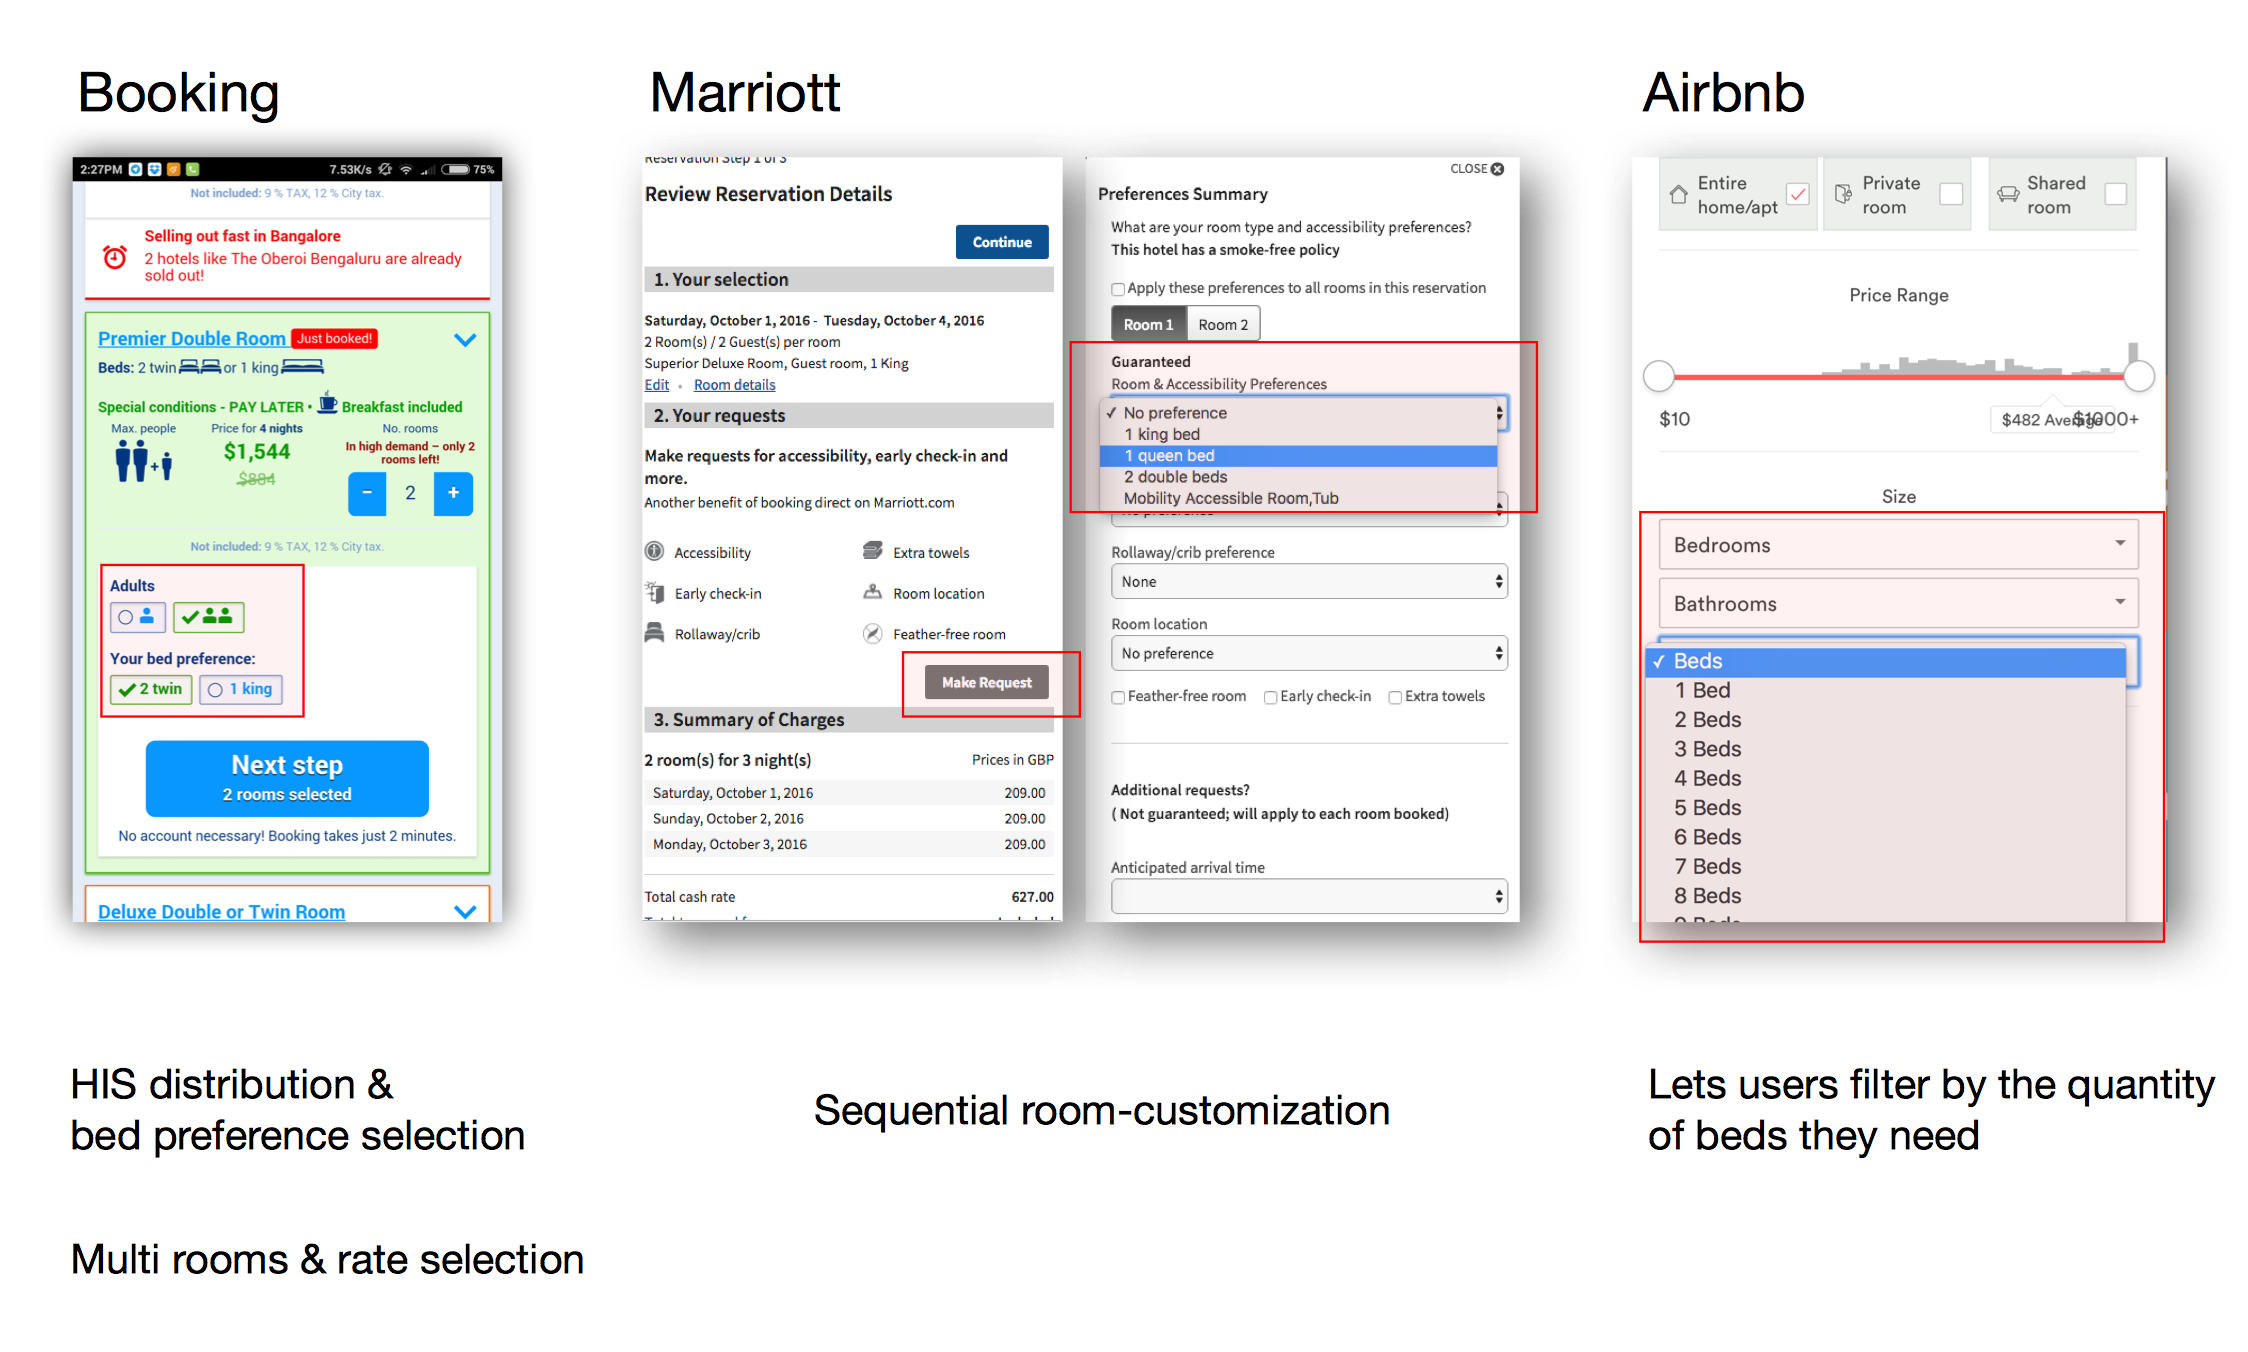 Booking
2:27PM
7.53K/s
75%
Not included: 9 % TAX, 12 % City tax.
Selling out fast in Bangalore
2 hotels like The Oberoi Bengaluru are already
sold out!
Premier Double Room Just booked!
Beds: 2 twin or 1 king
Special conditions - PAY LATER • Breakfast included
Max. people
Price for 4 nights
No. rooms
$1,544
$884
In high demand – only 2
rooms left!
+
- 2 +
Not included: 9 % TAX, 12 % City tax.
Adults
Your bed preference:
2 twin
1 king
Next step
2 rooms selected
No account necessary! Booking takes just 2 minutes.
Deluxe Double or Twin Room
HIS distribution &
bed preference selection
Multi rooms & rate selection
Marriott
Reservation Step 1 of 3
Review Reservation Details
Continue
1. Your selection
Saturday, October 1, 2016 - Tuesday, October 4, 2016
2 Room(s) / 2 Guest(s) per room
Superior Deluxe Room, Guest room, 1 King
Edit • Room details
2. Your requests
Make requests for accessibility, early check-in and
more.
Another benefit of booking direct on Marriott.com
Accessibility
Extra towels
Early check-in
Room location
Rollaway/crib
Feather-free room
Make Request
3. Summary of Charges
2 room(s) for 3 night(s)
Prices in GBP
Saturday, October 1, 2016 209.00
Sunday, October 2, 2016 209.00
Monday, October 3, 2016 209.00
Total cash rate 627.00
CLOSE
Preferences Summary
What are your room type and accessibility preferences?
This hotel has a smoke-free policy
Apply these preferences to all rooms in this reservation
Room 1
Room 2
Guaranteed
Room & Accessibility Preferences
✓ No preference
1 king bed
1 queen bed
2 double beds
Mobility Accessible Room,Tub
No preference
Rollaway/crib preference
None
Room location
No preference
Feather-free room
Early check-in
Extra towels
Additional requests?
( Not guaranteed; will apply to each room booked)
Anticipated arrival time
Sequential room-customization
Airbnb
Entire
home/apt
Private
room
Shared
room
Price Range
$10
$482 Average
$1000+
Size
Bedrooms
Bathrooms
✓ Beds
1 Bed
2 Beds
3 Beds
4 Beds
5 Beds
6 Beds
7 Beds
8 Beds
9 Beds
Lets users filter by the quantity
of beds they need